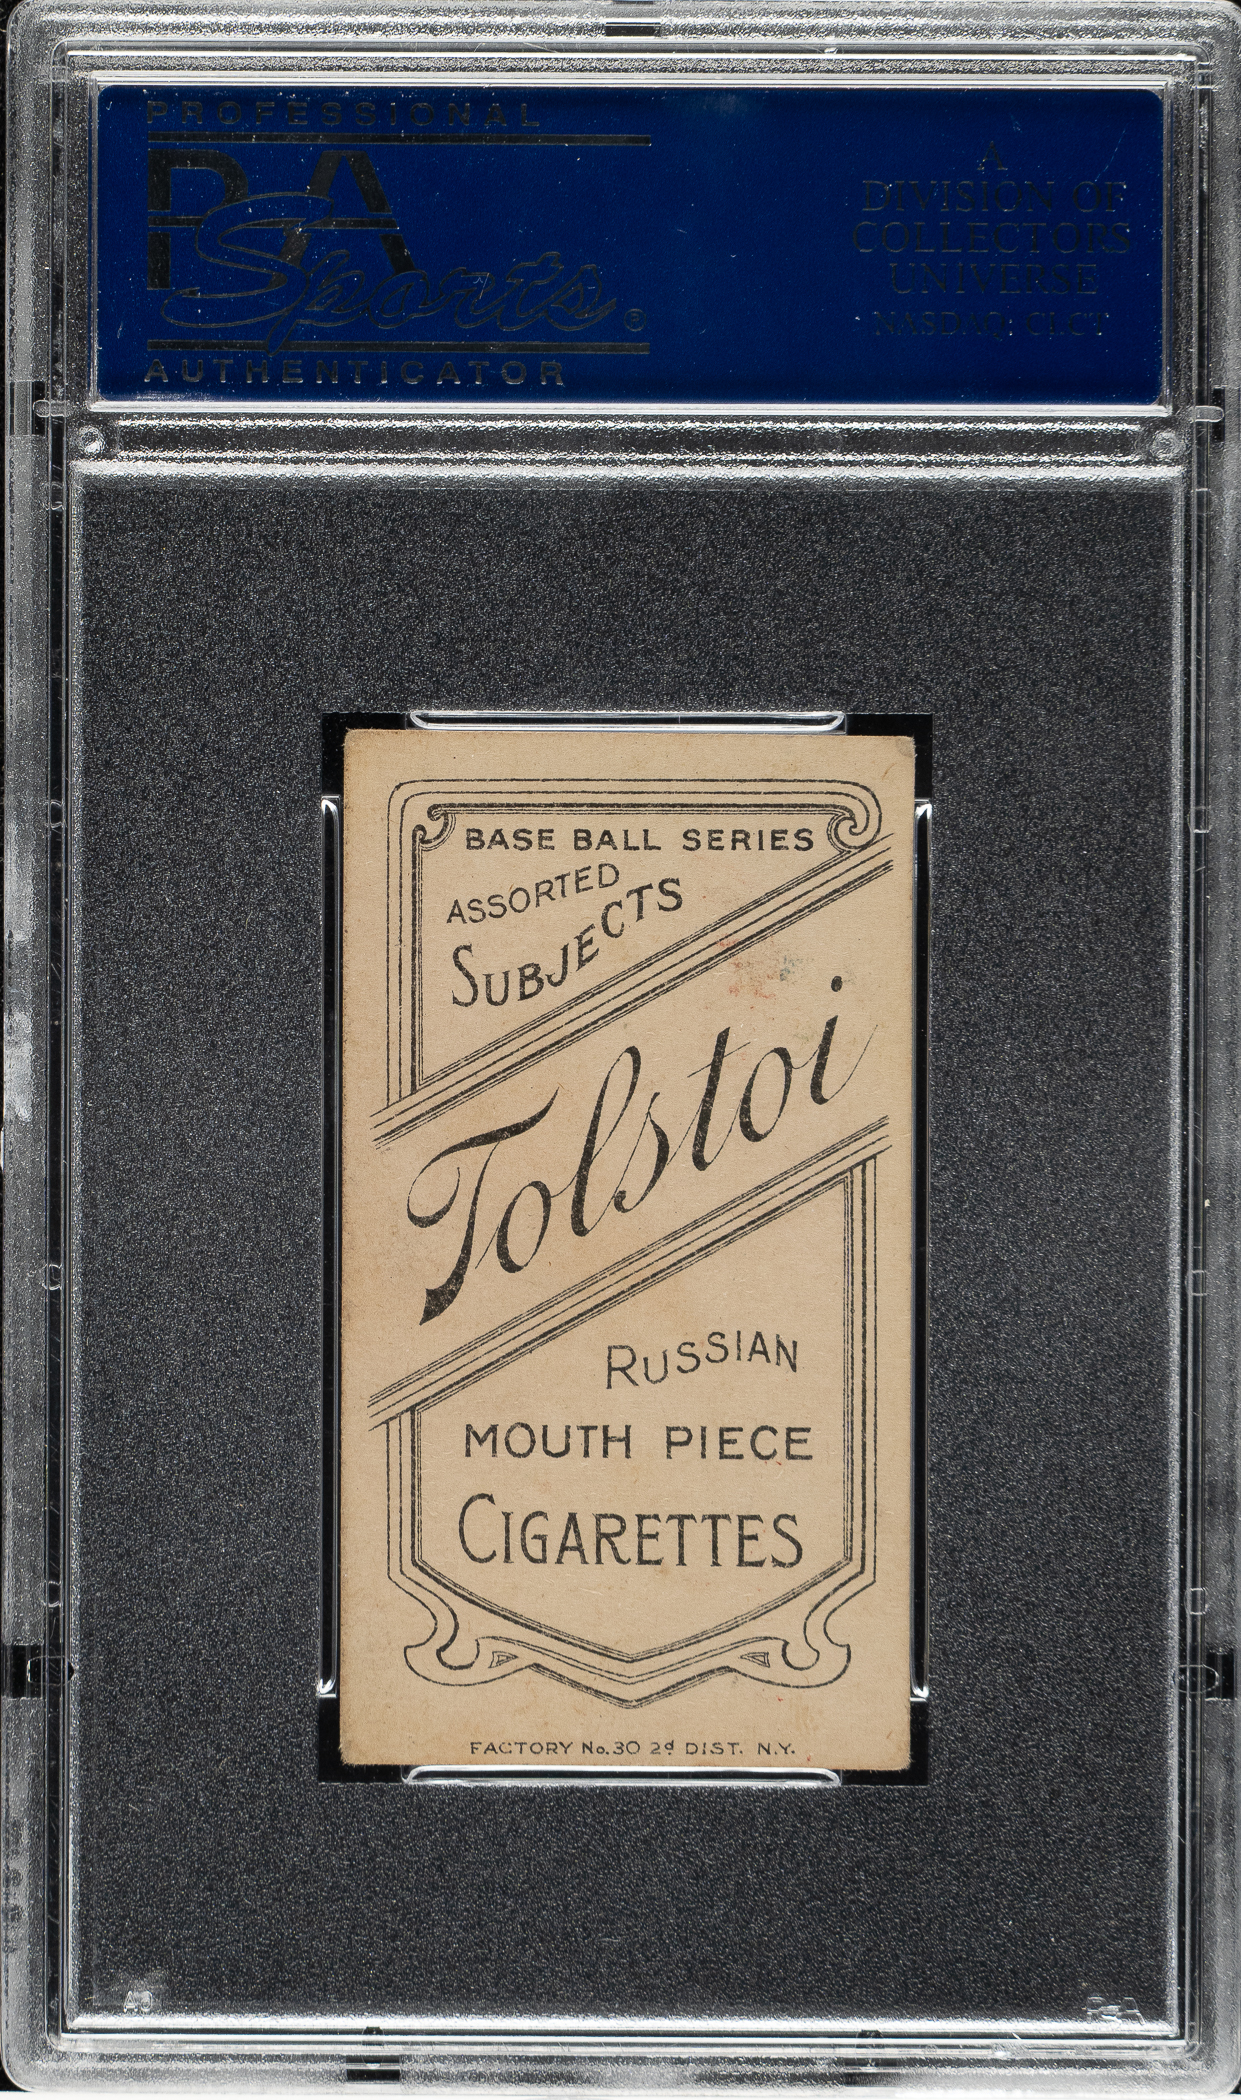 PROFESSIONAL
PSA
Sports®
AUTHENTICATOR
A
DIVISION OF
COLLECTORS
UNIVERSE
NASDAQ: CLCT
BASE BALL SERIES
ASSORTED
SUBJECTS
Tolstoi
RUSSIAN
MOUTH PIECE
CIGARETTES
FACTORY No. 30 2d DIST. N.Y.
PSA